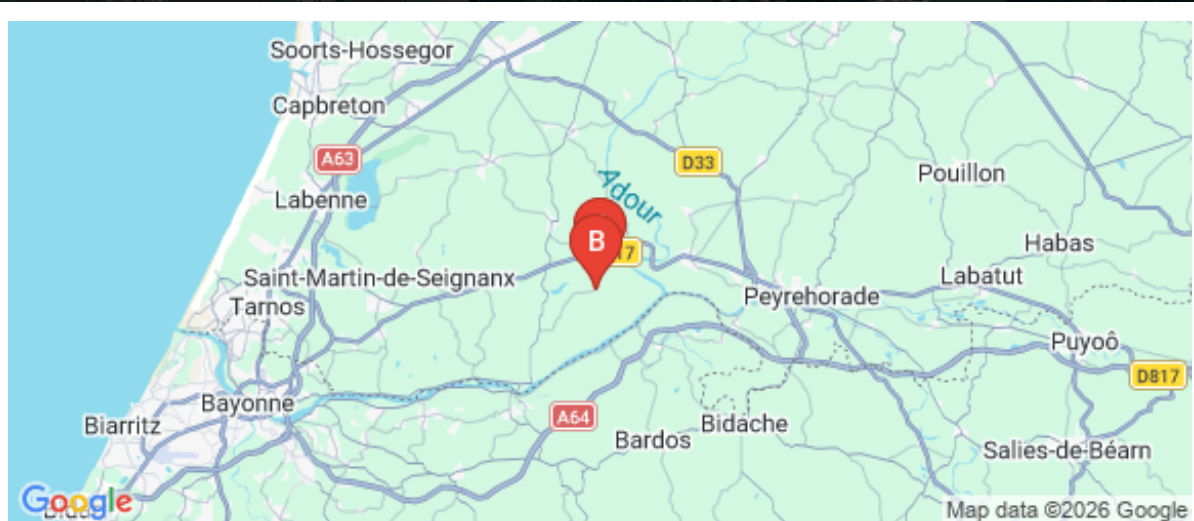 Soorts-Hossegor
Capbreton
A63
D33
Pouillon
Adour
Labenne
Habas
B
17
Saint-Martin-de-Seignanx
Labatut
Peyrehorade
Tarnos
Puyoô
D817
Bayonne
A64
Biarritz
Bidache
Bardos
Salies-de-Béarn
Google
Map data ©2026 Google